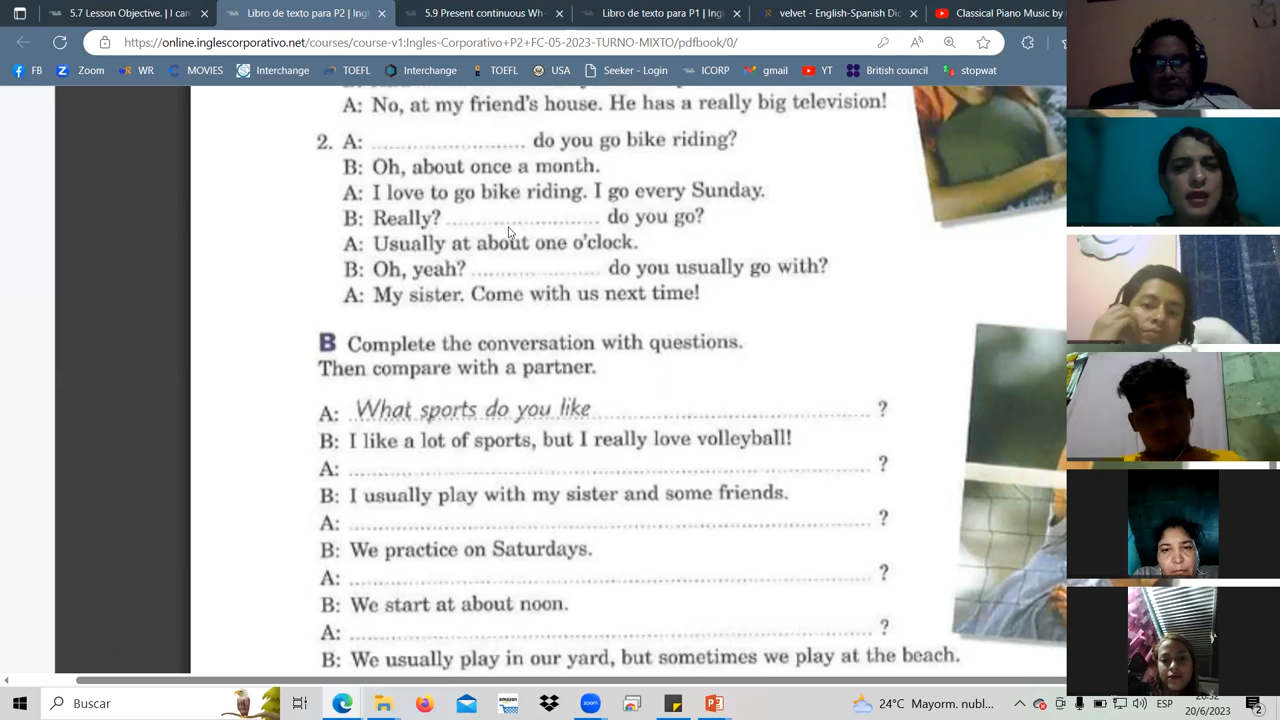 5.7 Lesson Objective. | I can
Libro de texto para P2 | Ingl
5.9 Present continuous Wh-
Libro de texto para P1 | Ingl
velvet - English-Spanish Dic
Classical Piano Music by
https://online.inglescorporativo.net/courses/course-v1:Ingles-Corporativo+P2+FC-05-2023-TURNO-MIXTO/pdfbook/0/
FB
Zoom
WR
MOVIES
Interchange
TOEFL
Interchange
TOEFL
USA
Seeker - Login
ICORP
gmail
YT
British council
stopwat
A: No, at my friend's house. He has a really big television!
2. A: ............................ do you go bike riding?
B: Oh, about once a month.
A: I love to go bike riding. I go every Sunday.
B: Really? ............................ do you go?
A: Usually at about one o'clock.
B: Oh, yeah? ........................ do you usually go with?
A: My sister. Come with us next time!
B Complete the conversation with questions.
Then compare with a partner.
A: What sports do you like ?
B: I like a lot of sports, but I really love volleyball!
A: ............................ ?
B: I usually play with my sister and some friends.
A: ............................ ?
B: We practice on Saturdays.
A: ............................ ?
B: We start at about noon.
A: ............................ ?
B: We usually play in our yard, but sometimes we play at the beach.
Buscar
amazon
zoom
24°C Mayorm. nubl...
ESP
20/6/2023
2